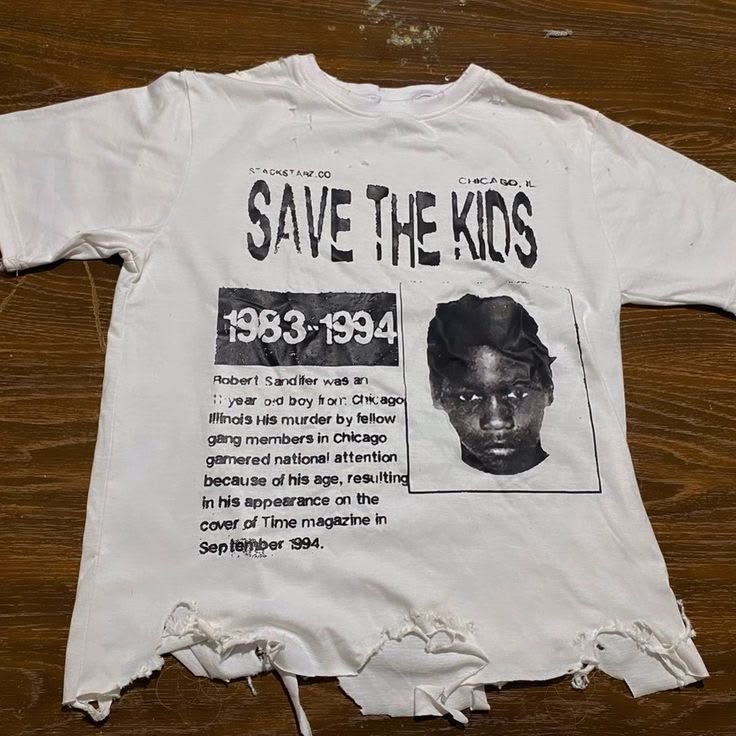 STACKSTARZ.CO
CHICAGO, IL
SAVE THE KIDS
1983-1994
Robert Sandifer was an
11 year old boy from Chicago
Illinois His murder by fellow
gang members in Chicago
garnered national attention
because of his age, resulting
in his appearance on the
cover of Time magazine in
September 1994.